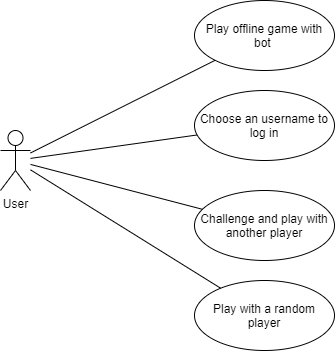 Play offline game with
bot
Choose an username to
log in
User
Challenge and play with
another player
Play with a random
player